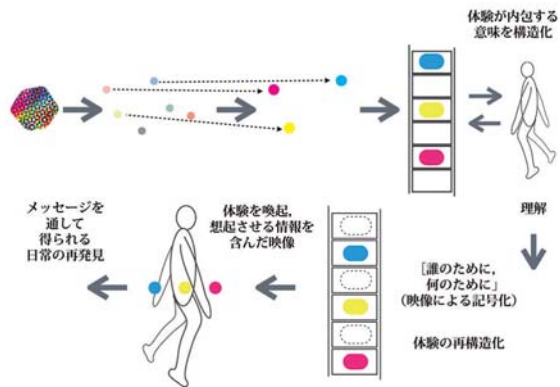 体験が内包する
意味を構造化
理解
［誰のために，
何のために」
（映像による記号化）
体験の再構造化
体験を喚起，
想起させる情報を
含んだ映像
メッセージを
通して
得られる
日常の再発見